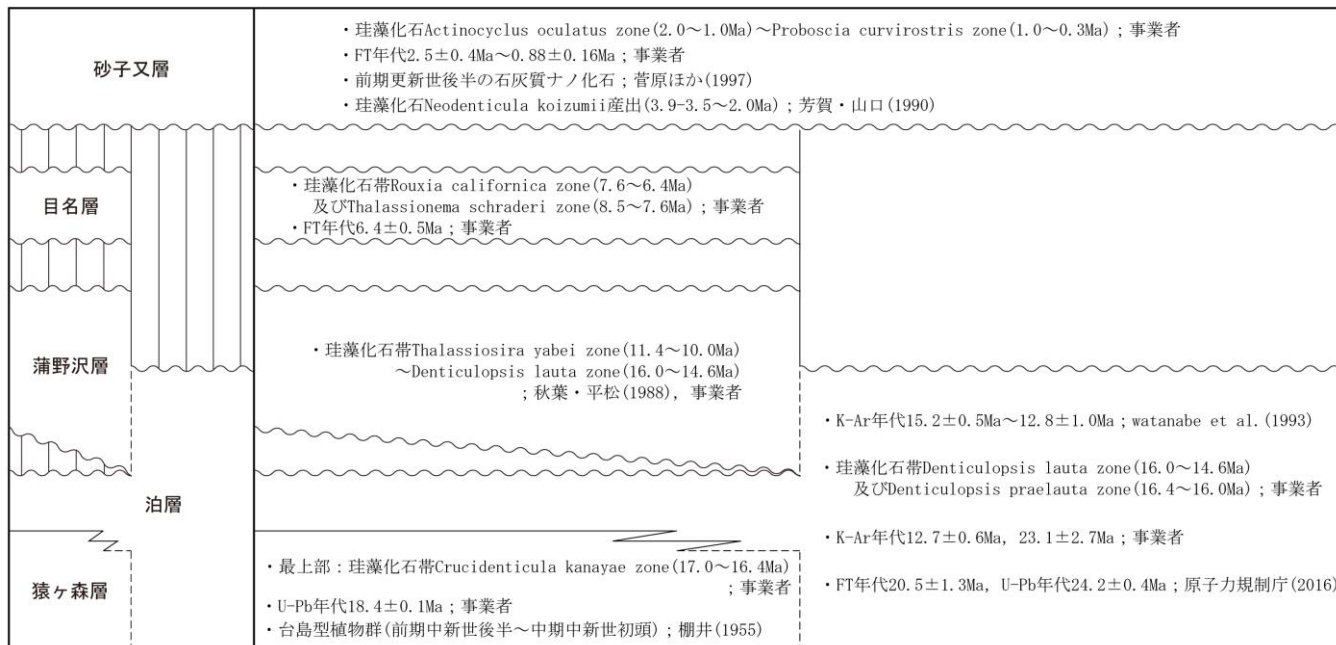 砂子又層
・珪藻化石Actinocyclus oculatus zone(2.0～1.0Ma)～Proboscia curvirostris zone(1.0～0.3Ma)；事業者
・FT年代2.5±0.4Ma～0.88±0.16Ma；事業者
・前期更新世後半の石灰質ナノ化石；菅原ほか(1997)
・珪藻化石Neodenticula koizumii産出(3.9-3.5～2.0Ma)；芳賀・山口(1990)
目名層
・珪藻化石帯Rouxia californica zone(7.6～6.4Ma)
及びThalassionema schraderi zone(8.5～7.6Ma)；事業者
・FT年代6.4±0.5Ma；事業者
蒲野沢層
・珪藻化石帯Thalassiosira yabei zone(11.4～10.0Ma)
～Denticulopsis lauta zone(16.0～14.6Ma)
；秋葉・平松(1988)，事業者
泊層
・K-Ar年代15.2±0.5Ma～12.8±1.0Ma；watanabe et al.(1993)
・珪藻化石帯Denticulopsis lauta zone(16.0～14.6Ma)
及びDenticulopsis praelauta zone(16.4～16.0Ma)；事業者
・K-Ar年代12.7±0.6Ma, 23.1±2.7Ma；事業者
・FT年代20.5±1.3Ma, U-Pb年代24.2±0.4Ma；原子力規制庁(2016)
猿ヶ森層
・最上部：珪藻化石帯Crucidenticula kanayae zone(17.0～16.4Ma)
；事業者
・U-Pb年代18.4±0.1Ma；事業者
・台島型植物群(前期中新世後半～中期中新世初頭)；棚井(1955)